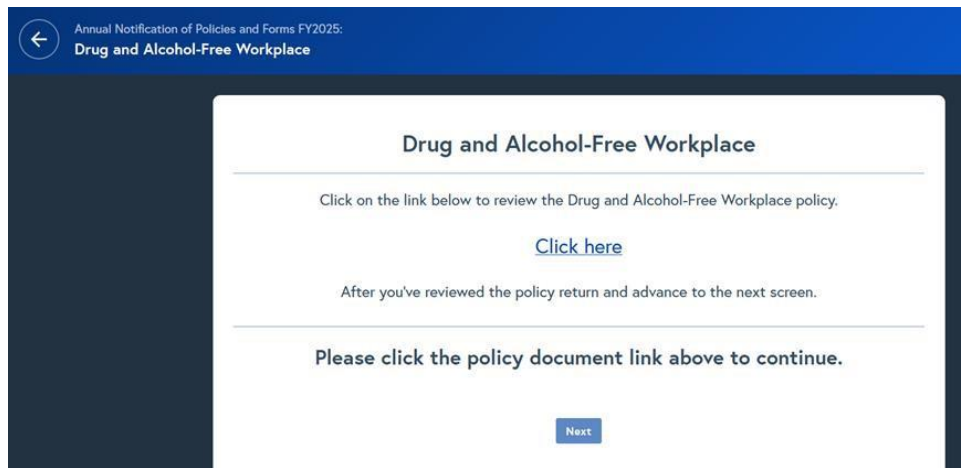 Annual Notification of Policies and Forms FY2025:
Drug and Alcohol-Free Workplace
Drug and Alcohol-Free Workplace
Click on the link below to review the Drug and Alcohol-Free Workplace policy.
Click here
After you've reviewed the policy return and advance to the next screen.
Please click the policy document link above to continue.
Next